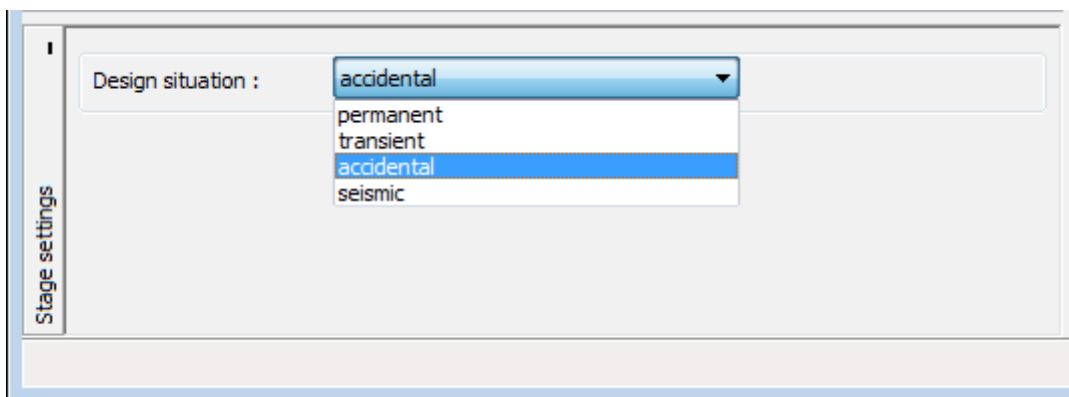 Design situation : accidental
permanent
transient
accidental
seismic
Stage settings